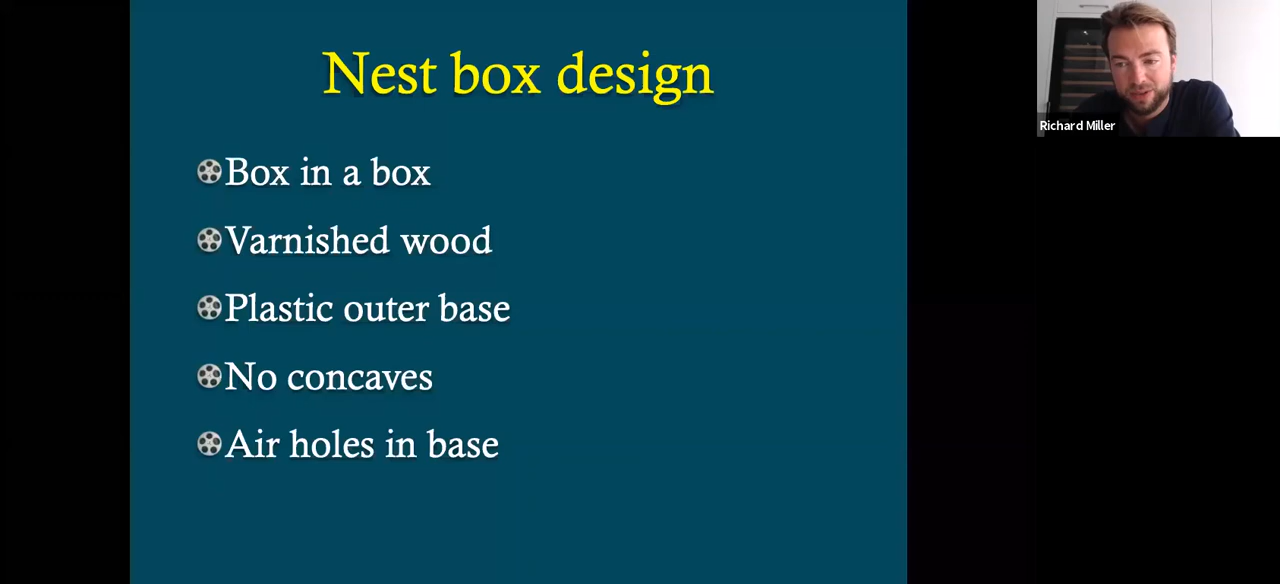 Nest box design
Box in a box
Varnished wood
Plastic outer base
No concaves
Air holes in base
Richard Miller